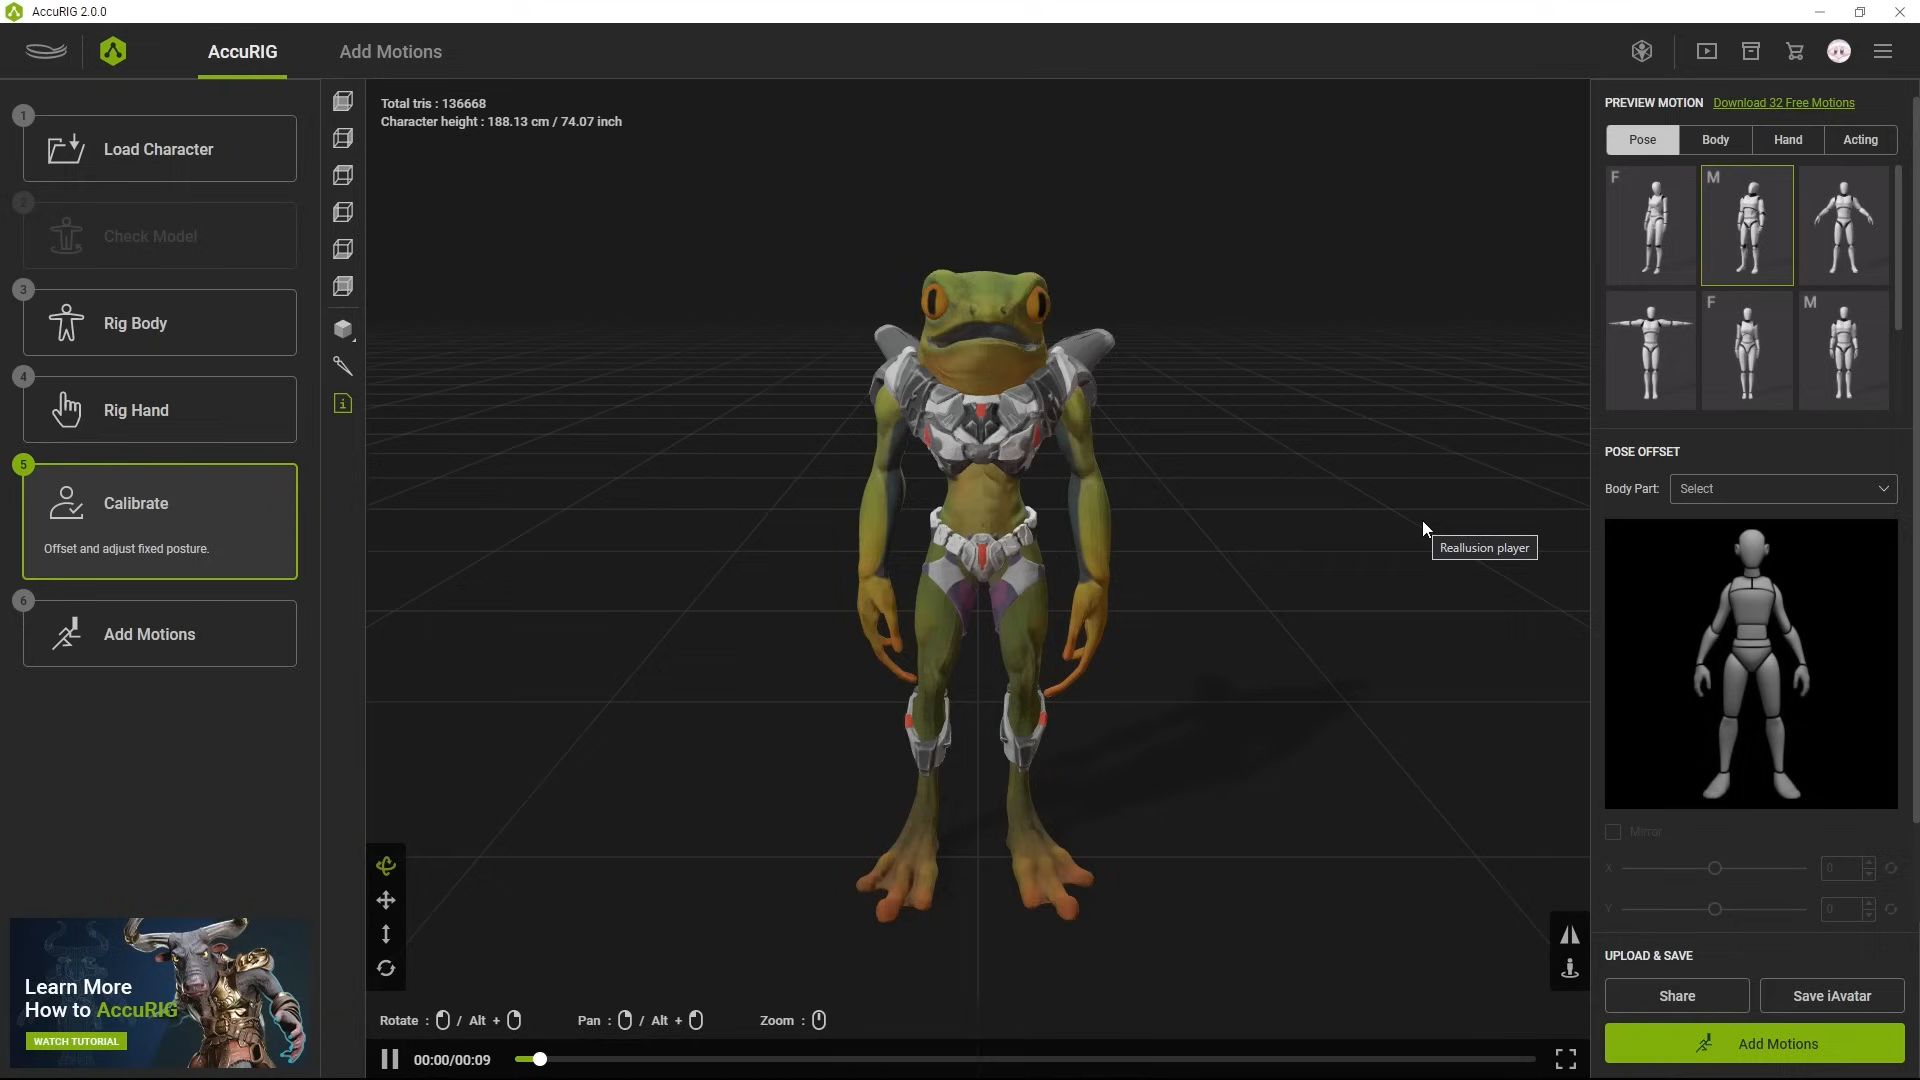 AccuRIG 2.0.0
AccuRIG
Add Motions
1
Load Character
2
Check Model
3
Rig Body
4
Rig Hand
5
Calibrate
Offset and adjust fixed posture.
6
Add Motions
Learn More
How to AccuRIG
WATCH TUTORIAL
Total tris : 136668
Character height : 188.13 cm / 74.07 inch
Reallusion player
Rotate : / Alt +
Pan : / Alt +
Zoom :
00:00/00:09
PREVIEW MOTION Download 32 Free Motions
Pose Body Hand Acting
F M
F M
POSE OFFSET
Body Part: Select
Mirror
X 0
Y 0
UPLOAD & SAVE
Share Save iAvatar
Add Motions